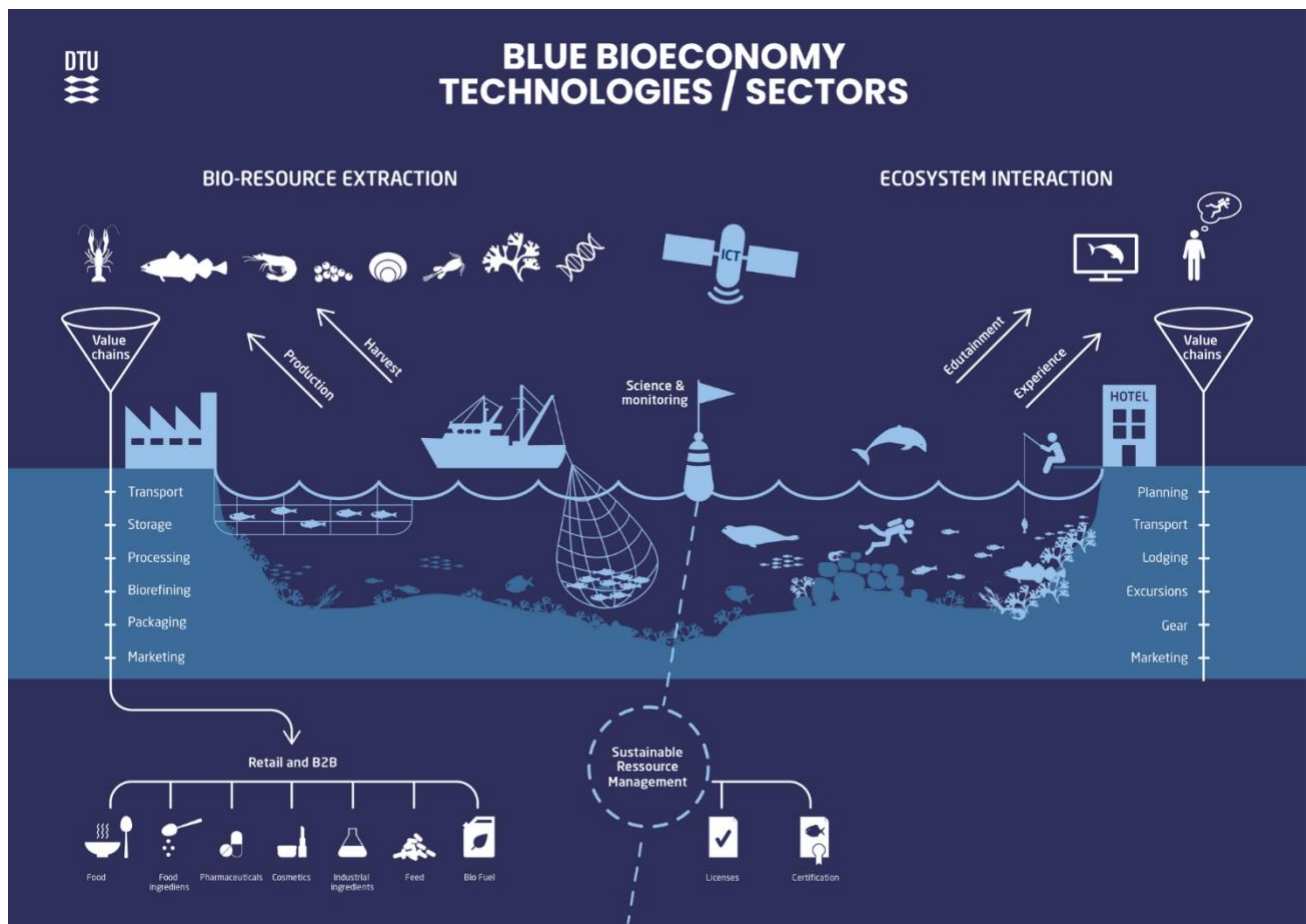 DTU
BLUE BIOECONOMY
TECHNOLOGIES / SECTORS
BIO-RESOURCE EXTRACTION
ECOSYSTEM INTERACTION
ICT
Value
chains
Production
Harvest
Science &
monitoring
Edutainment
Experience
Value
chains
HOTEL
Transport
Storage
Processing
Biorefining
Packaging
Marketing
Planning
Transport
Lodging
Excursions
Gear
Marketing
Retail and B2B
Sustainable
Ressource
Management
Food
Food
ingrediens
Pharmaceuticals
Cosmetics
Industrial
ingredients
Feed
Bio Fuel
Licenses
Certification